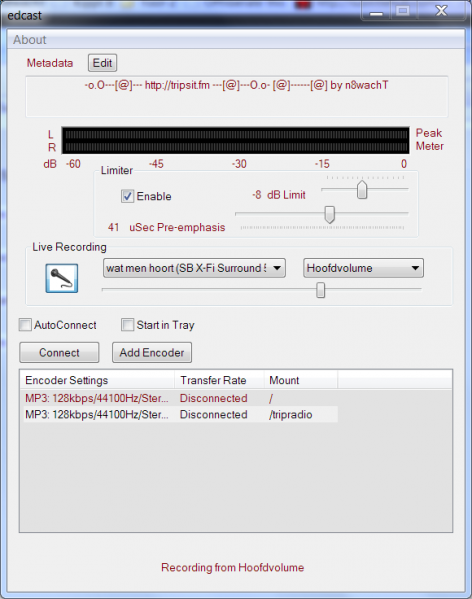 edcast
About
Metadata Edit
-o.O---[@]--- http://tripsit.fm ---[@]---O.o- [@]------[@] by n8wachT
L Peak
R Meter
dB -60 -45 -30 -15 0
Limiter
Enable -8 dB Limit
41 uSec Pre-emphasis
Live Recording
wat men hoort (SB X-Fi Surround 5 Hoofdvolume
AutoConnect Start in Tray
Connect Add Encoder
Encoder Settings Transfer Rate Mount
MP3: 128kbps/44100Hz/Ster... Disconnected /
MP3: 128kbps/44100Hz/Ster... Disconnected /tripradio
Recording from Hoofdvolume